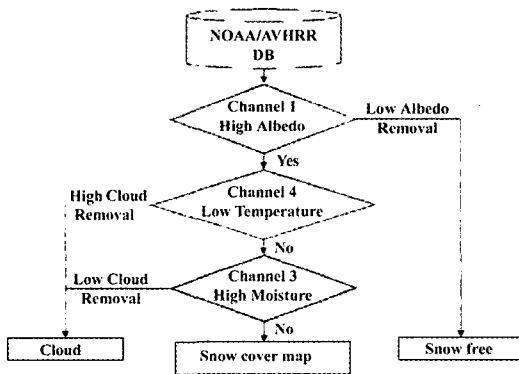 NOAA/AVHRR
DB
Channel 1
High Albedo
Low Albedo
Removal
Yes
High Cloud
Removal
Channel 4
Low Temperature
No
Low Cloud
Removal
Channel 3
High Moisture
No
Cloud
Snow cover map
Snow free